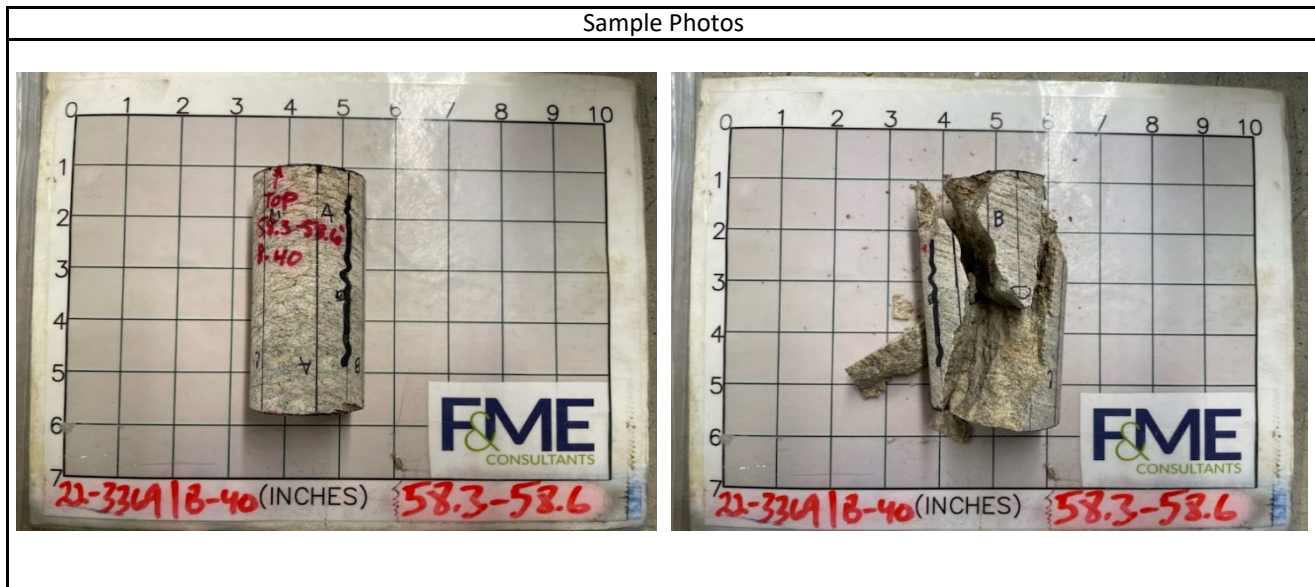 Sample Photos
0 1 2 3 4 5 6 7 8 9 10
1
2
3
4
5
6
7
TOP
M A
58.3-58.6'
B-40
A B
F&ME
CONSULTANTS
22-3369 | B-40 (INCHES) 58.3-58.6
0 1 2 3 4 5 6 7 8 9 10
1
2
3
4
5
6
7
B
F&ME
CONSULTANTS
22-3369 | B-40 (INCHES) 58.3-58.6